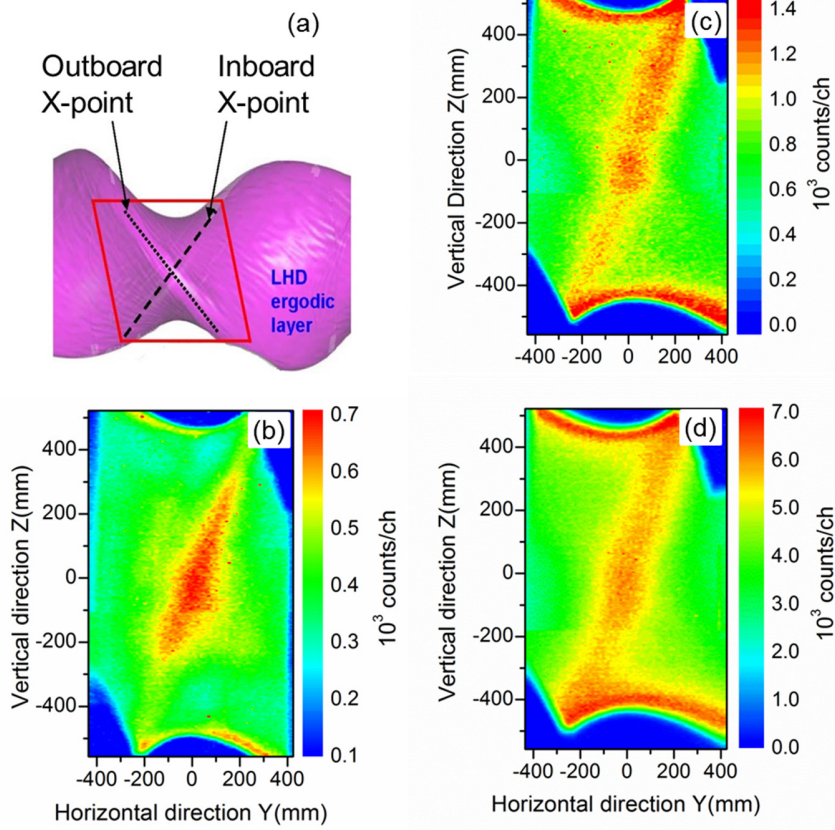 (a)
Outboard
X-point
Inboard
X-point
LHD
ergodic
layer
(c)
Vertical Direction Z(mm)
400
200
0
-200
-400
-400 -200 0 200 400
1.4
1.0
0.8
0.6
0.4
0.2
0.0
10³ counts/ch
(b)
Vertical direction Z(mm)
400
200
0
-200
-400
-400 -200 0 200 400
Horizontal direction Y(mm)
0.7
0.6
0.5
0.4
0.3
0.2
0.1
10³ counts/ch
(d)
Vertical direction Z(mm)
400
200
0
-200
-400
-400 -200 0 200 400
Horizontal direction Y(mm)
7.0
6.0
5.0
4.0
3.0
2.0
1.0
0.0
10³ counts/ch